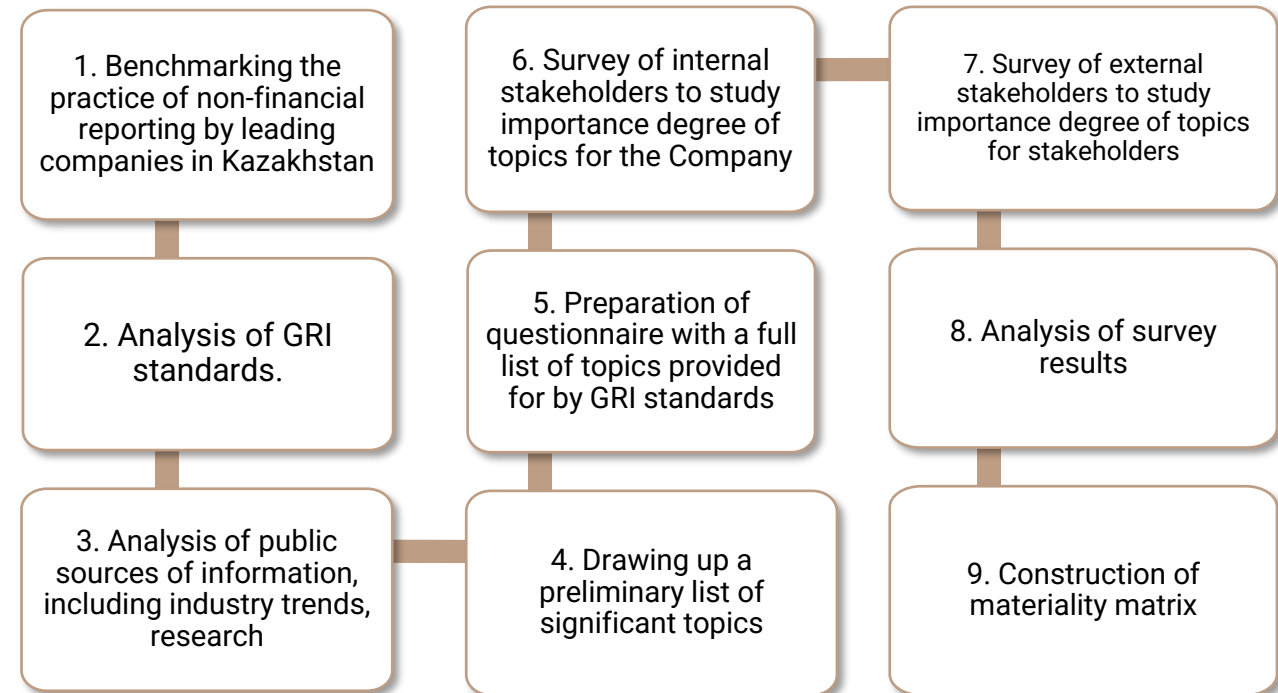 1. Benchmarking the
practice of non-financial
reporting by leading
companies in Kazakhstan
2. Analysis of GRI
standards.
3. Analysis of public
sources of information,
including industry trends,
research
4. Drawing up a
preliminary list of
significant topics
5. Preparation of
questionnaire with a full
list of topics provided
for by GRI standards
6. Survey of internal
stakeholders to study
importance degree of
topics for the Company
7. Survey of external
stakeholders to study
importance degree of topics
for stakeholders
8. Analysis of survey
results
9. Construction of
materiality matrix